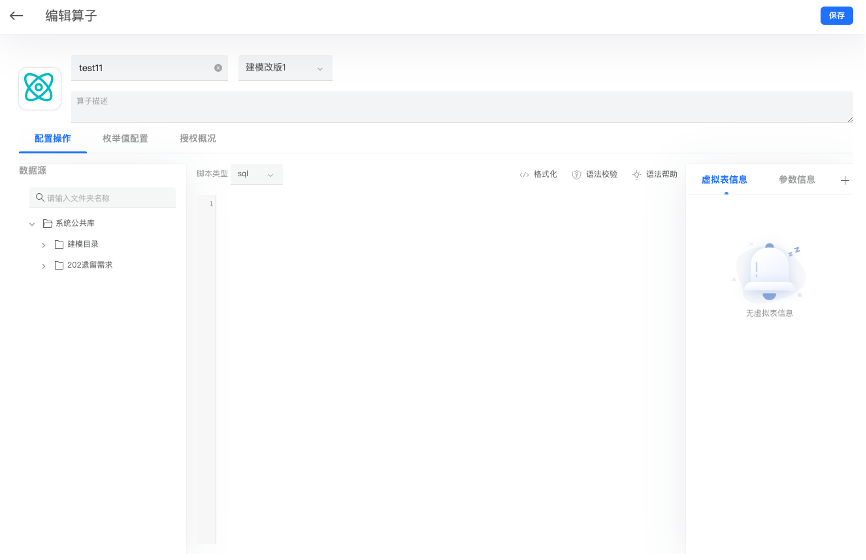 编辑算子
保存
test11
建模改版1
算子描述
配置操作 枚举值配置 授权概况
数据源
请输入文件夹名称
系统公共库
建模目录
202遗留需求
脚本类型 sql
</> 格式化 语法校验 语法帮助
1
虚拟表信息 参数信息
z z
无虚拟表信息